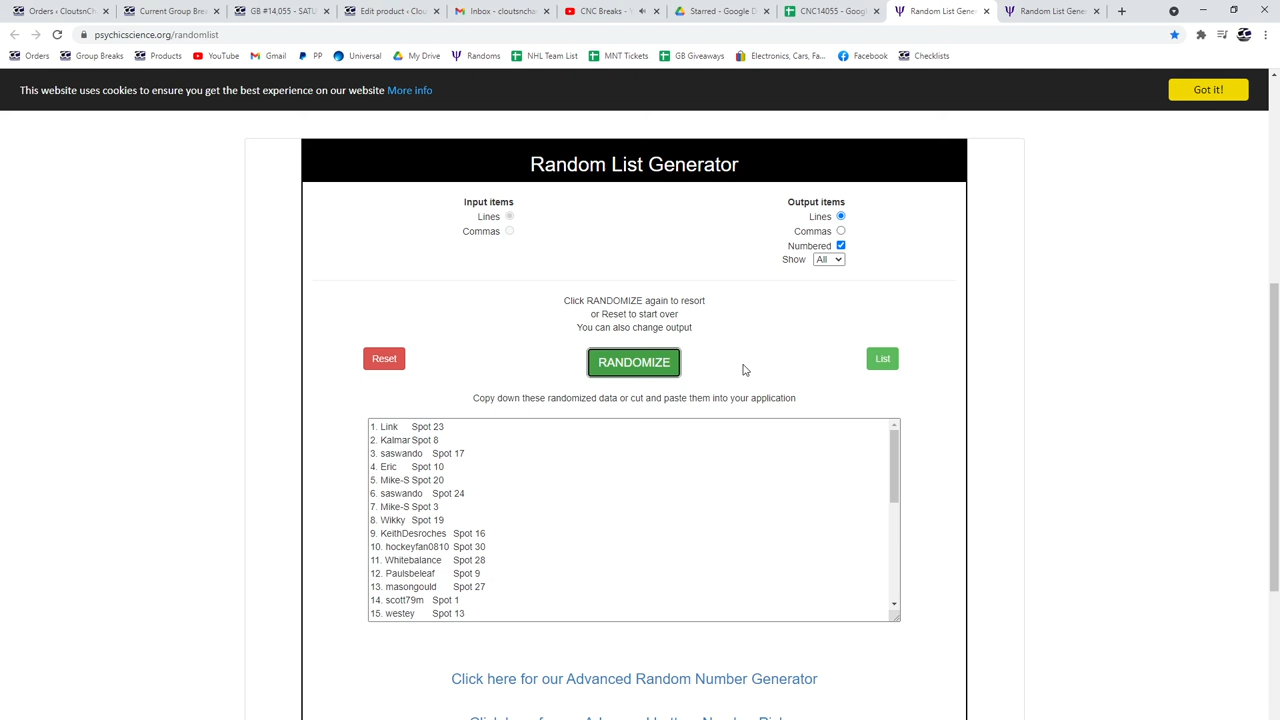 Orders ‹ CloutsnCh
Current Group Brea
GB #14,055 - SATU
Edit product ‹ Clou
Inbox - cloutsnchar
CNC Breaks - Y
Starred - Google D
CNC14055 - Google
Random List Gener
Random List Gener
psychicscience.org/randomlist
Orders
Group Breaks
Products
YouTube
Gmail
PP
Universal
My Drive
Randoms
NHL Team List
MNT Tickets
GB Giveaways
Electronics, Cars, Fa...
Facebook
Checklists
This website uses cookies to ensure you get the best experience on our website More info
Got it!
Random List Generator
Input items
Lines
Commas
Output items
Lines
Commas
Numbered
Show All
Click RANDOMIZE again to resort
or Reset to start over
You can also change output
Reset
RANDOMIZE
List
Copy down these randomized data or cut and paste them into your application
1. Link Spot 23
2. Kalmar Spot 8
3. saswando Spot 17
4. Eric Spot 10
5. Mike-S Spot 20
6. saswando Spot 24
7. Mike-S Spot 3
8. Wikky Spot 19
9. KeithDesroches Spot 16
10. hockeyfan0810 Spot 30
11. Whitebalance Spot 28
12. Paulsbeleaf Spot 9
13. masongould Spot 27
14. scott79m Spot 1
15. westey Spot 13
Click here for our Advanced Random Number Generator